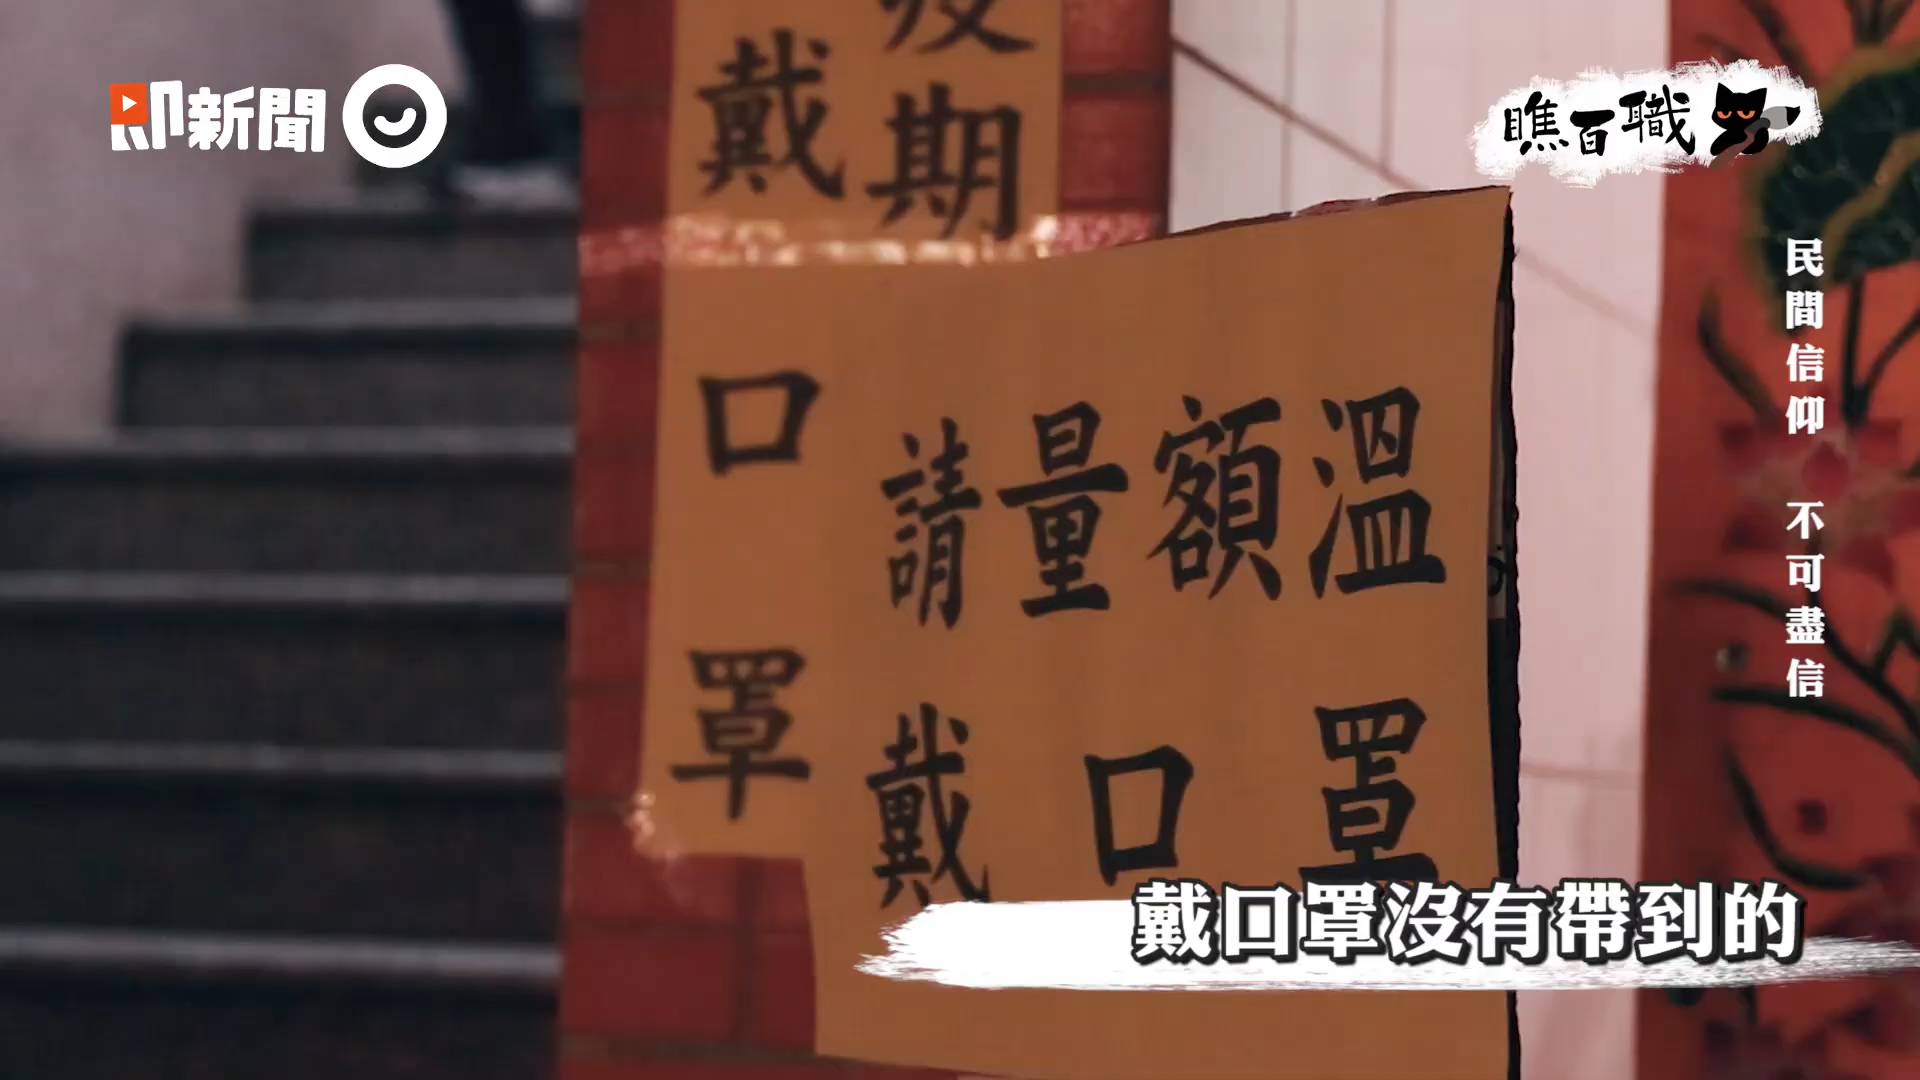 即新聞
瞧百職
民間信仰 不可盡信
疫期
戴口罩
請量額溫
戴口罩
戴口罩沒有帶到的